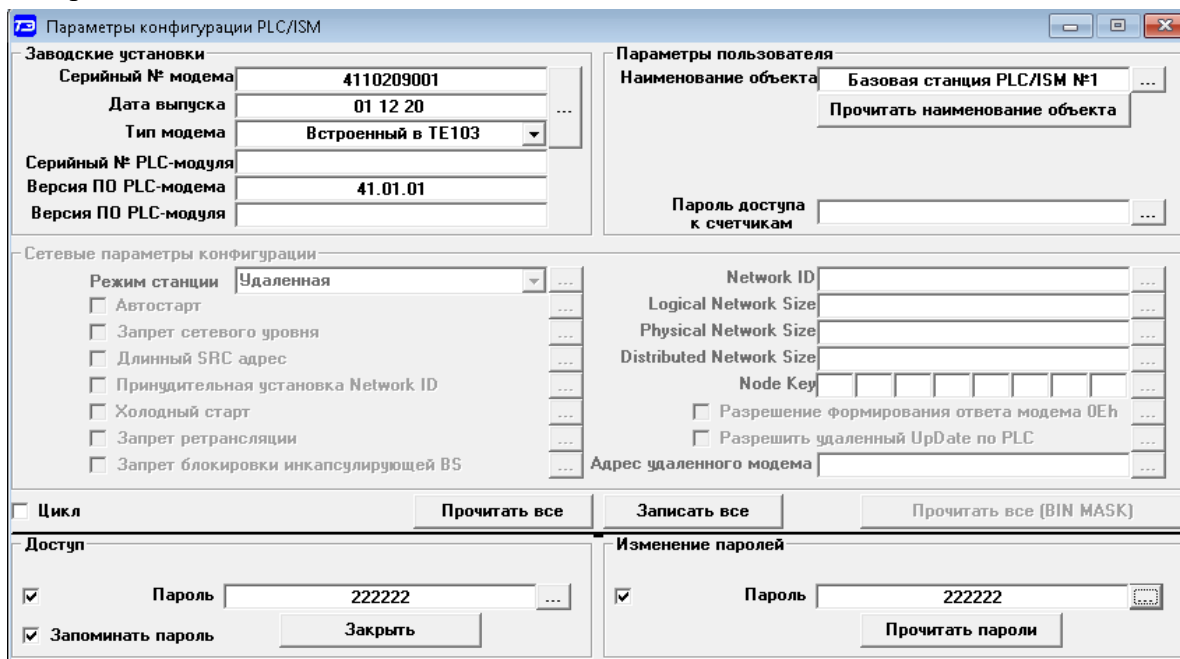 ТЭ Параметры конфигурации PLC/ISM
Заводские установки
Серийный № модема 4110209001
Дата выпуска 01 12 20 ...
Тип модема Встроенный в TE103
Серийный № PLC-модуля
Версия ПО PLC-модема 41.01.01
Версия ПО PLC-модуля
Параметры пользователя
Наименование объекта Базовая станция PLC/ISM №1 ...
Прочитать наименование объекта
Пароль доступа
к счетчикам ...
Сетевые параметры конфигурации
Режим станции Удаленная ...
Автостарт ...
Запрет сетевого уровня ...
Длинный SRC адрес ...
Принудительная установка Network ID ...
Холодный старт ...
Запрет ретрансляции ...
Запрет блокировки инкапсулирующей BS ...
Network ID ...
Logical Network Size ...
Physical Network Size ...
Distributed Network Size ...
Node Key ...
Разрешение формирования ответа модема 0Eh ...
Разрешить удаленный UpDate по PLC ...
Адрес удаленного модема ...
Цикл Прочитать все Записать все Прочитать все (BIN MASK)
Доступ
Пароль 222222 ...
Запоминать пароль Закрыть
Изменение паролей
Пароль 222222 ...
Прочитать пароли